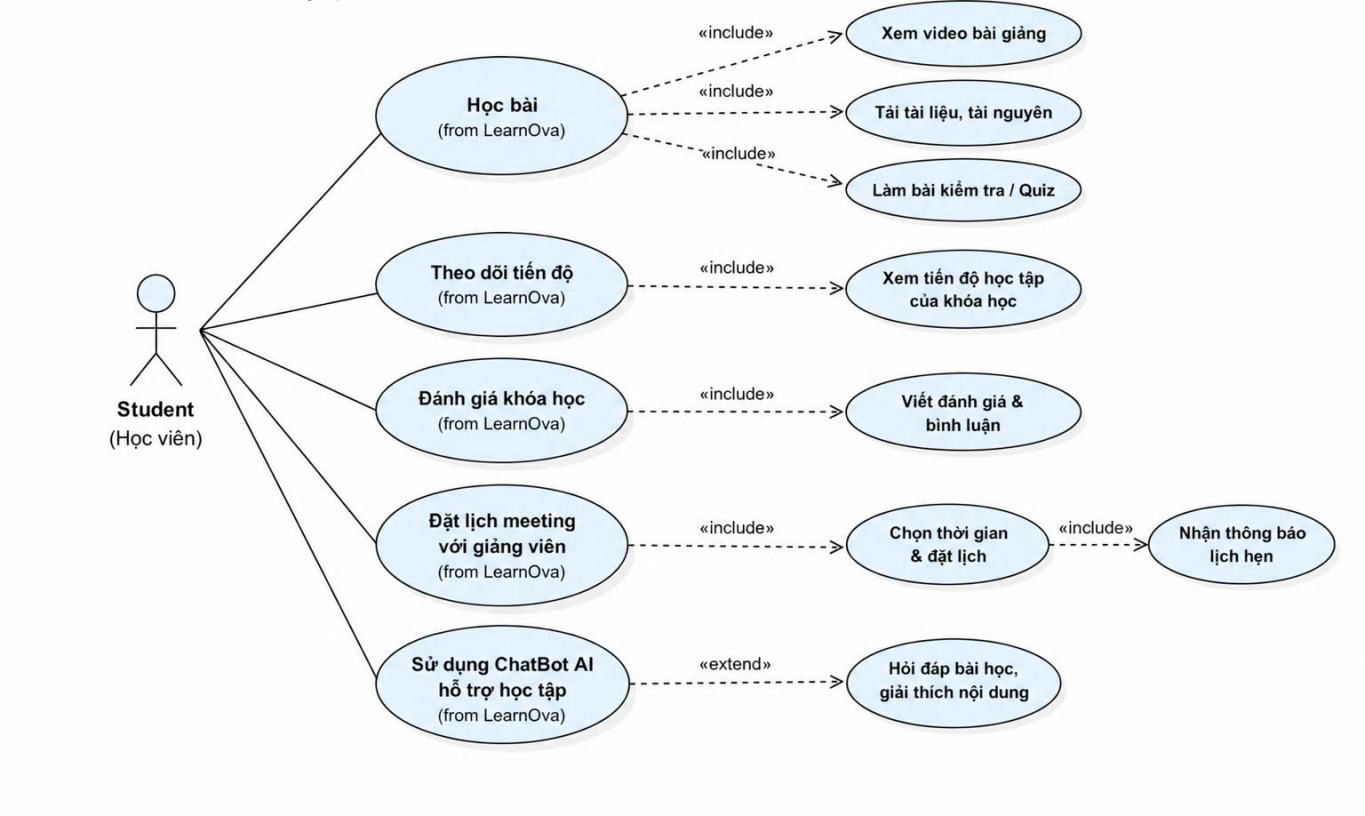 «include»
Xem video bài giảng
Học bài
(from LearnOva)
«include»
Tải tài liệu, tài nguyên
«include»
Làm bài kiểm tra / Quiz
Theo dõi tiến độ
(from LearnOva)
«include»
Xem tiến độ học tập
của khóa học
Student
(Học viên)
Đánh giá khóa học
(from LearnOva)
«include»
Viết đánh giá &
bình luận
Đặt lịch meeting
với giảng viên
(from LearnOva)
«include»
Chọn thời gian
& đặt lịch
«include»
Nhận thông báo
lịch hẹn
Sử dụng ChatBot AI
hỗ trợ học tập
(from LearnOva)
«extend»
Hỏi đáp bài học,
giải thích nội dung